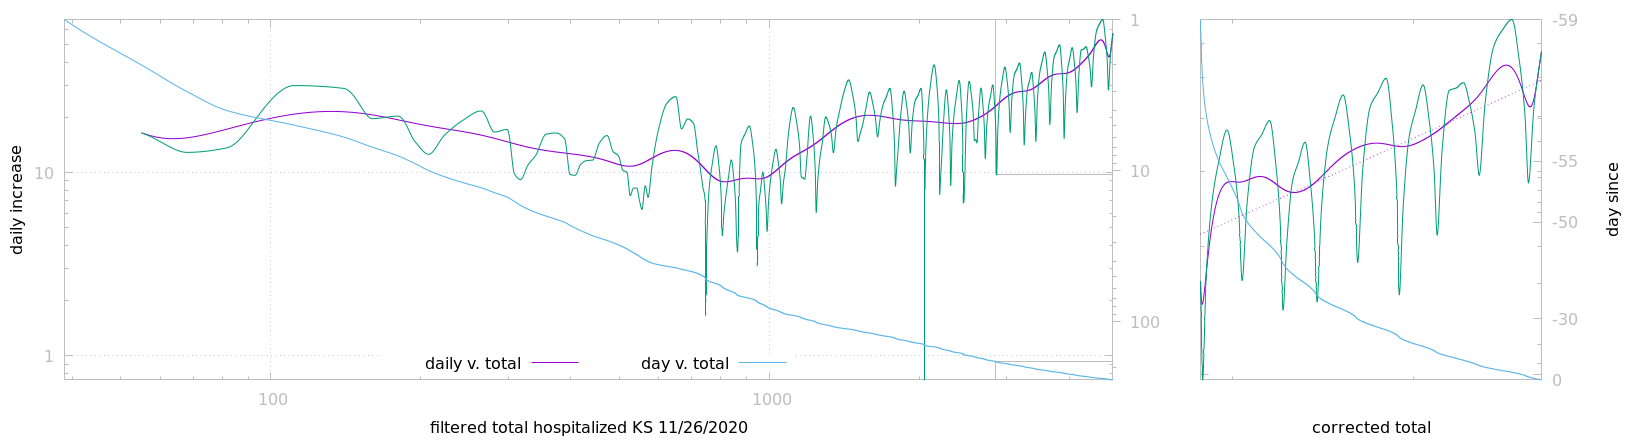 1
-59
10
10
-55
-50
daily increase
day since
100
-30
1
daily v. total
day v. total
0
100
1000
filtered total hospitalized KS 11/26/2020
corrected total